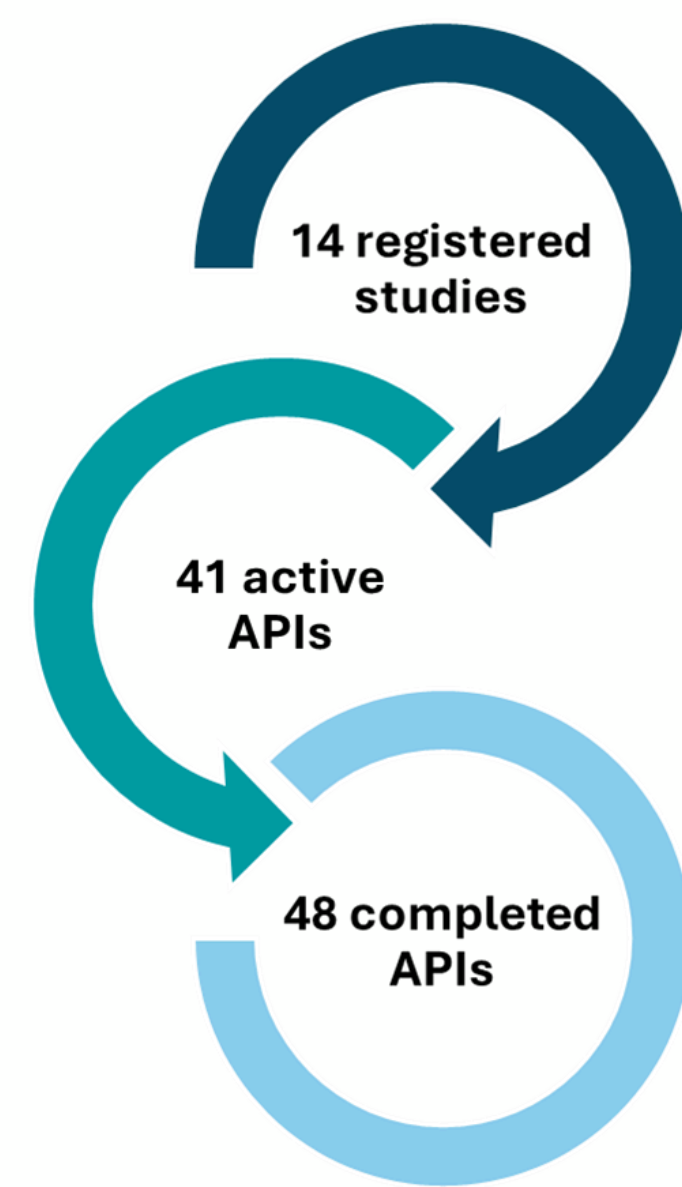 14 registered
studies
41 active
APIs
48 completed
APIs